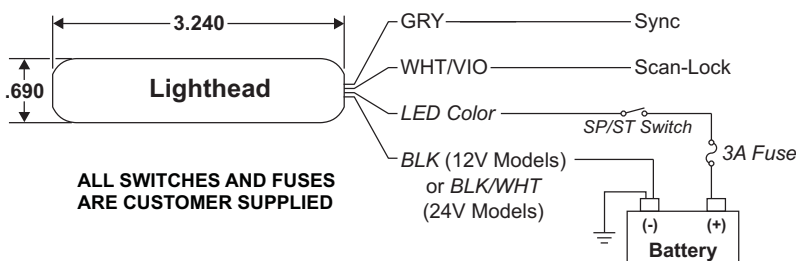 3.240
.690
Lighthead
GRY Sync
WHT/VIO Scan-Lock
LED Color
SP/ST Switch
3A Fuse
BLK (12V Models)
or BLK/WHT
(24V Models)
ALL SWITCHES AND FUSES
ARE CUSTOMER SUPPLIED
(-) (+)
Battery